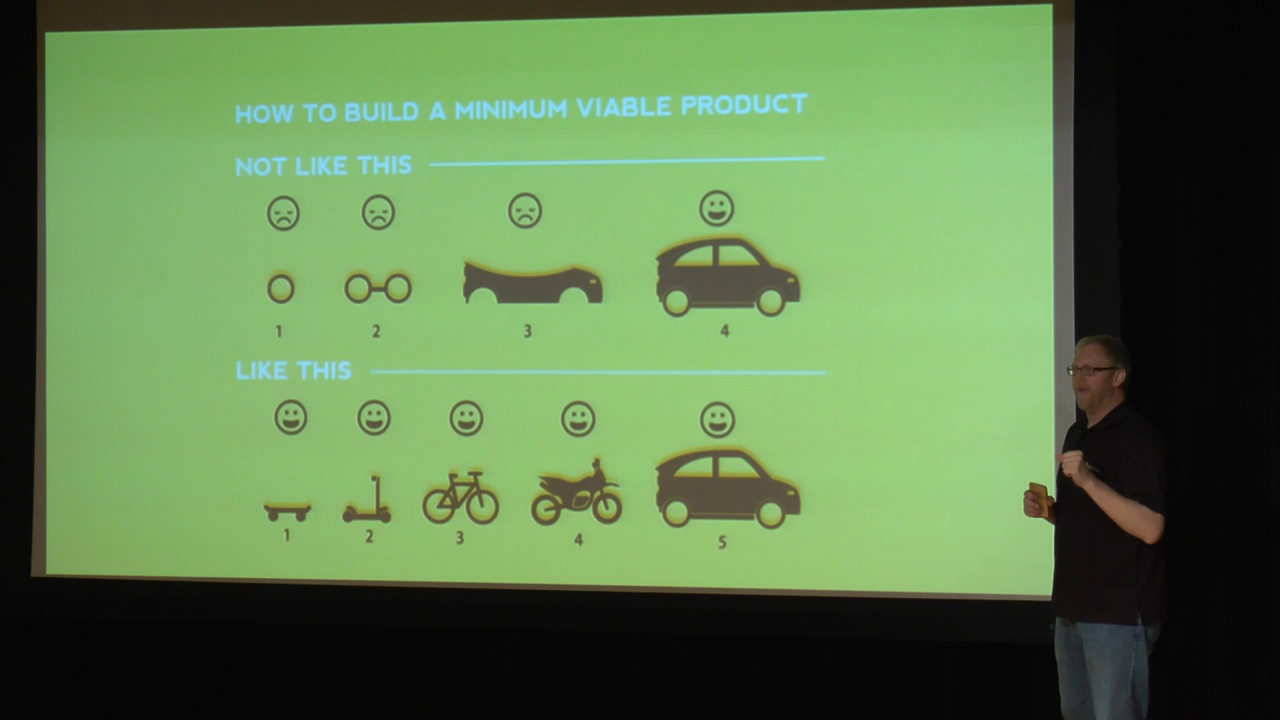 HOW TO BUILD A MINIMUM VIABLE PRODUCT
NOT LIKE THIS
1 2 3 4
LIKE THIS
1 2 3 4 5